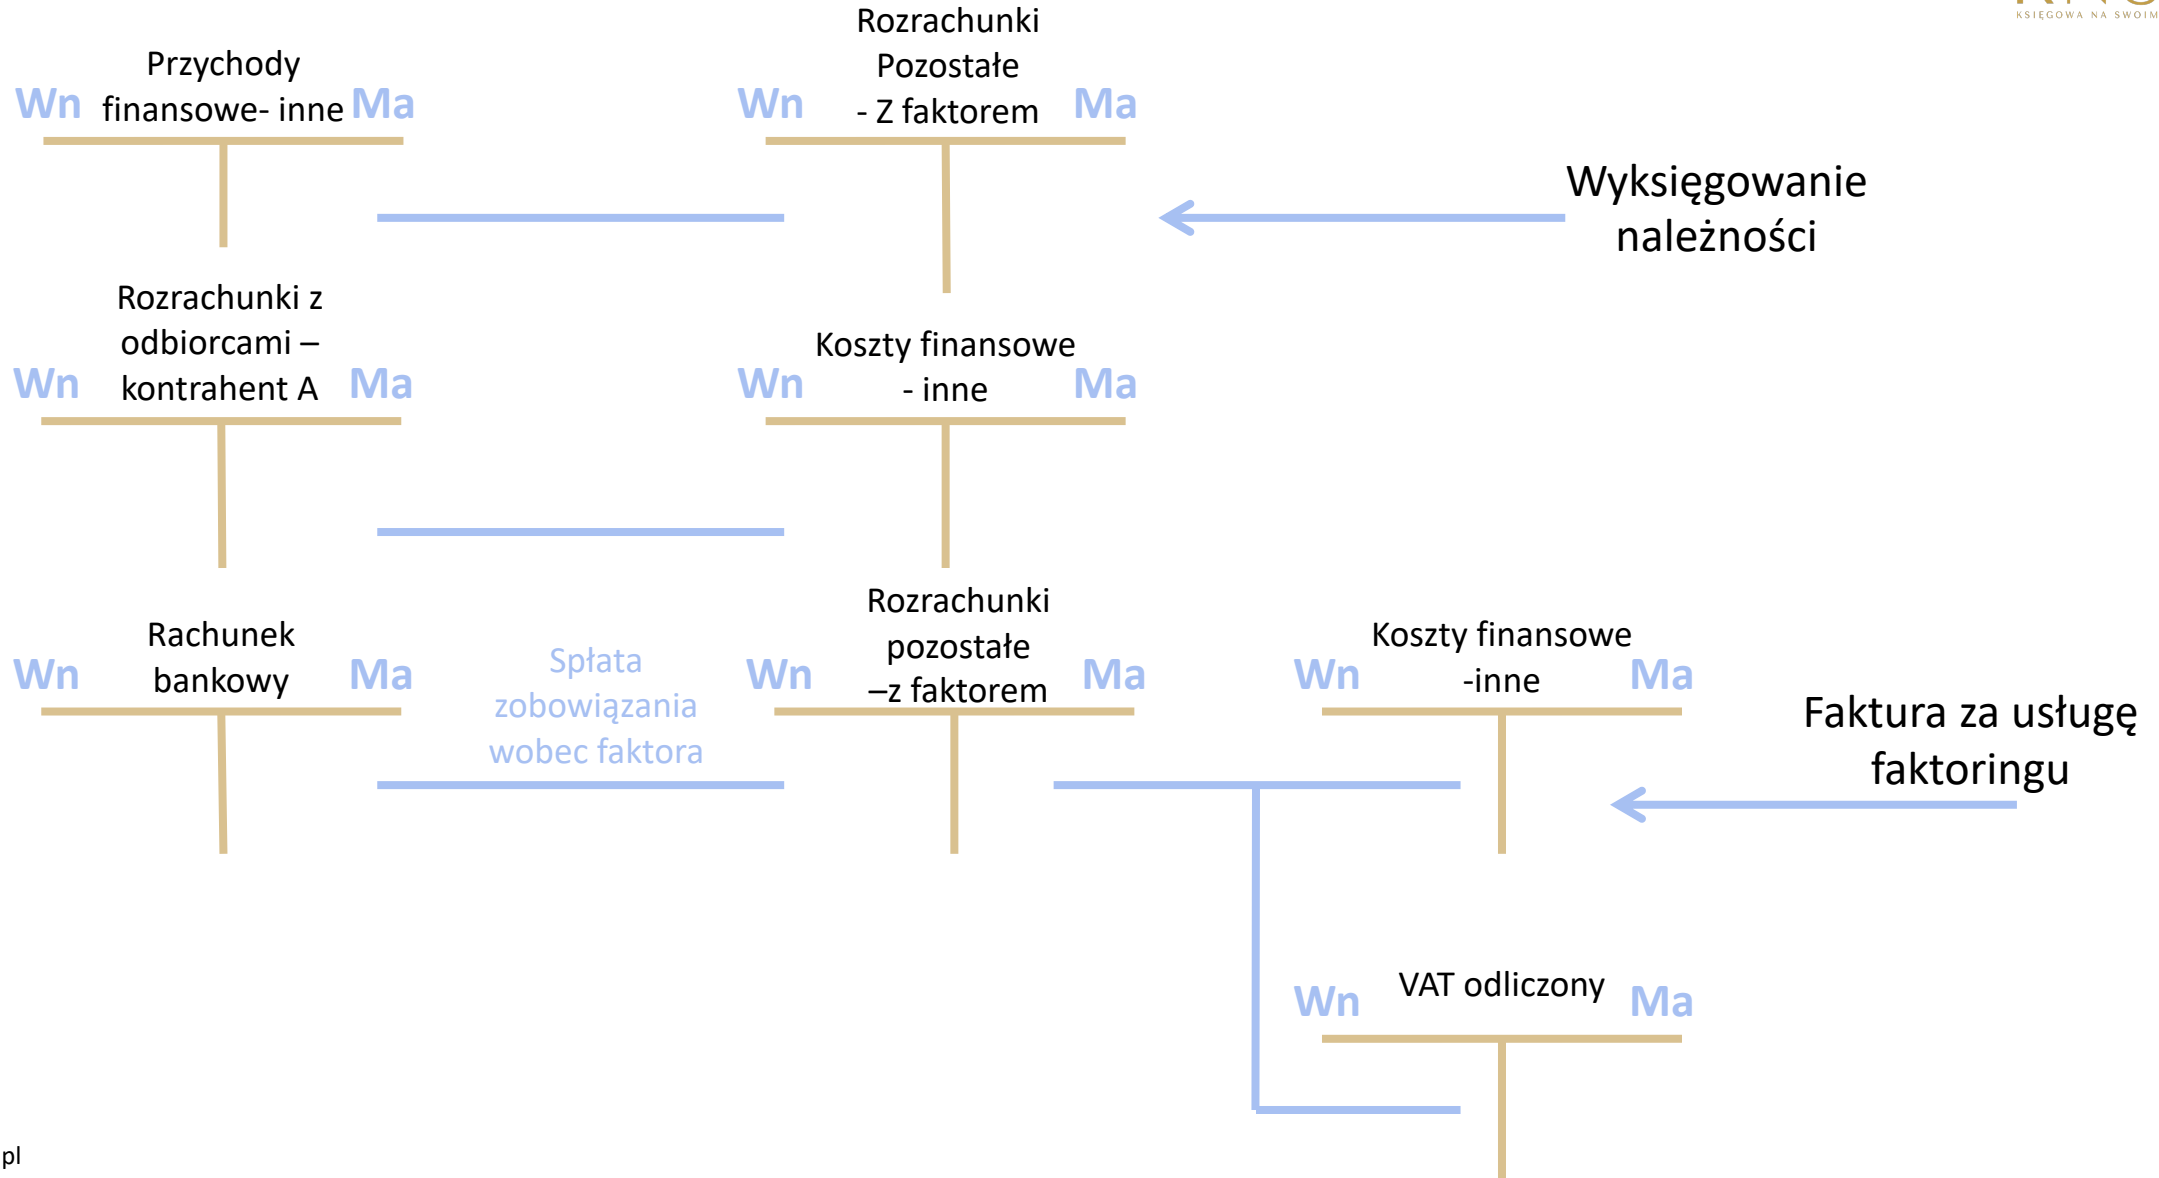 KSIĘGOWA NA SWOIM
Przychody
finansowe- inne
Wn
Ma
Rozrachunki
Pozostałe
- Z faktorem
Wn
Ma
Wyksięgowanie
należności
Rozrachunki z
odbiorcami –
kontrahent A
Wn
Ma
Koszty finansowe
- inne
Wn
Ma
Rachunek
bankowy
Wn
Ma
Spłata
zobowiązania
wobec faktora
Rozrachunki
pozostałe
–z faktorem
Wn
Ma
Koszty finansowe
-inne
Wn
Ma
Faktura za usługę
faktoringu
VAT odliczony
Wn
Ma
pl